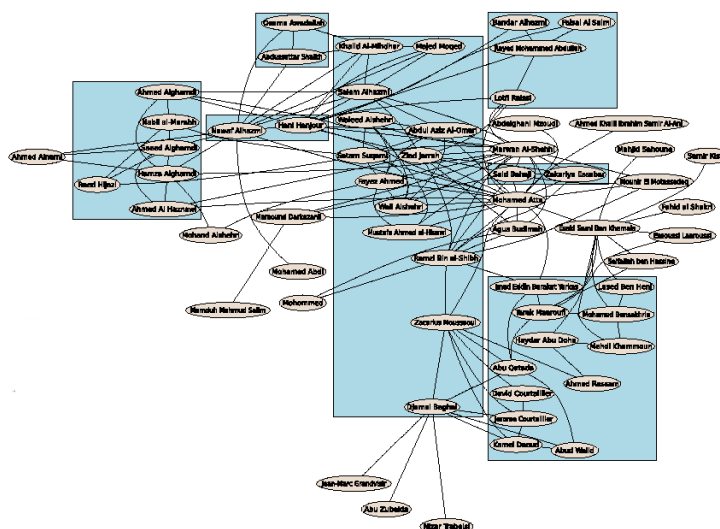 Osama Awadallah
Bandar Alhazmi
Faisal Al Salmi
Abdussattar Shaikh
Khalid Al-Mihdhar
Majed Moqed
Rayed Mohammed Abdullah
Ahmed Alghamdi
Salem Alhazmi
Lotfi Raissi
Nabil al-Marabh
Nawaf Alhazmi
Hani Hanjour
Waleed Alshehri
Abdul Aziz Al-Omari
Abdelghani Mzoudi
Ahmed Khalil Ibrahim Samir Al-Ani
Saeed Alghamdi
Ahmed Alnami
Satam Suqami
Ziad Jarrah
Marwan Al-Shehhi
Mahjid Sahoune
Hamza Alghamdi
Raed Hijazi
Fayez Ahmed
Said Bahaji
Zakariya Essabar
Mounir El Motassadeq
Ahmed Al Haznawi
Wail Alshehri
Mohamed Atta
Fahid al Shakri
Mamoun Darkazanli
Mohand Alshehri
Mustafa Ahmed al-Hisawi
Agus Budiman
Essid Sami Ben Khemais
Essoussi Laaroussi
Ramzi Bin al-Shibh
Seifallah ben Hassine
Mohamed Abdi
Imad Eddin Barakat Yarkas
Lased Ben Heni
Mohammed
Mamduh Mahmud Salim
Tarek Maaroufi
Mohamed Bensakhria
Zacarias Moussaoui
Haydar Abu Doha
Mehdi Khammoun
Abu Qatada
Ahmed Ressam
David Courtaillier
Djamal Beghal
Jerome Courtaillier
Kamel Daoudi
Abu Walid
Jean-Marc Grandvisir
Abu Zubeida
Nizar Trabelsi